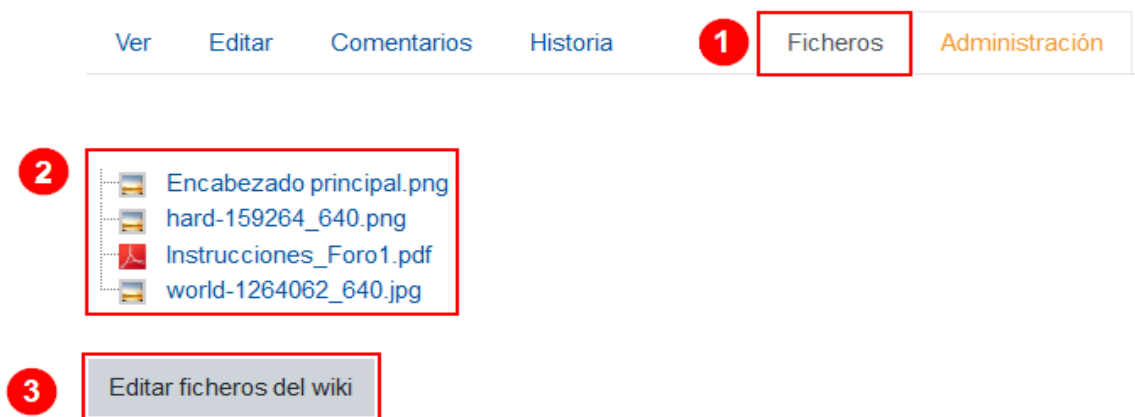 Ver Editar Comentarios Historia 1 Ficheros Administración
2
Encabezado principal.png
hard-159264_640.png
Instrucciones_Foro1.pdf
world-1264062_640.jpg
3 Editar ficheros del wiki